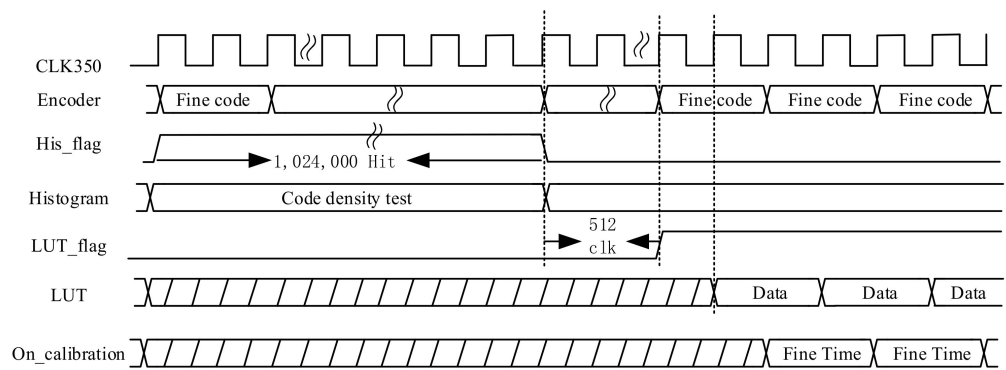 CLK350
Encoder Fine code Fine code Fine code Fine code
His_flag
1,024,000 Hit
Histogram Code density test
512
LUT_flag
clk
LUT Data Data Data
On_calibration Fine Time Fine Time